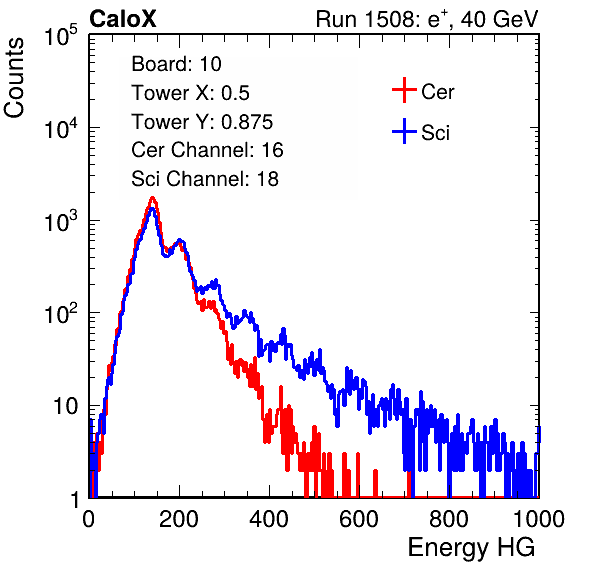 CaloX Run 1508: e⁺, 40 GeV
Counts
10⁵
10⁴
10³
10²
10
1
Board: 10
Tower X: 0.5
Tower Y: 0.875
Cer Channel: 16
Sci Channel: 18
Cer
Sci
0 200 400 600 800 1000
Energy HG